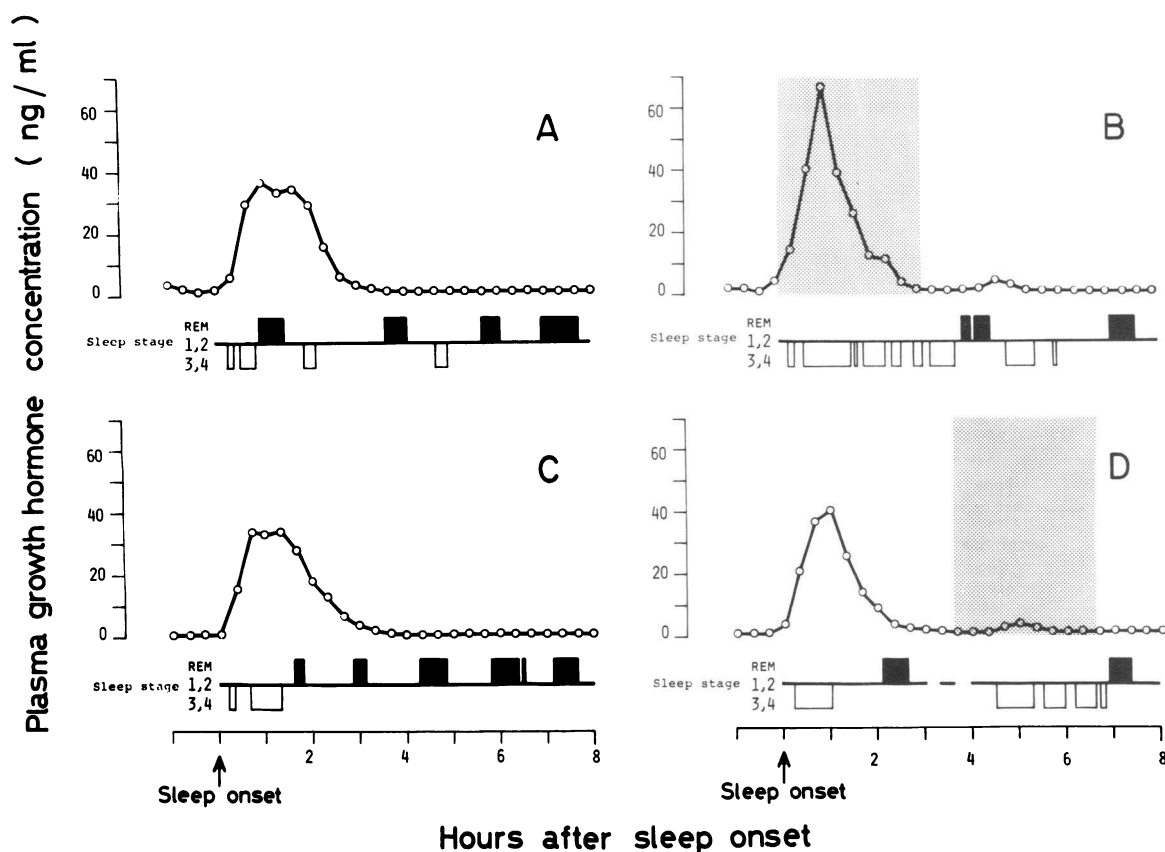 Plasma growth hormone concentration ( ng / ml )
A
60
40
20
0
REM
Sleep stage 1,2
3,4
B
60
40
20
0
REM
Sleep stage 1,2
3,4
C
60
40
20
0
REM
Sleep stage 1,2
3,4
2 4 6 8
Sleep onset
D
60
40
20
0
REM
Sleep stage 1,2
3,4
2 4 6 8
Sleep onset
Hours after sleep onset